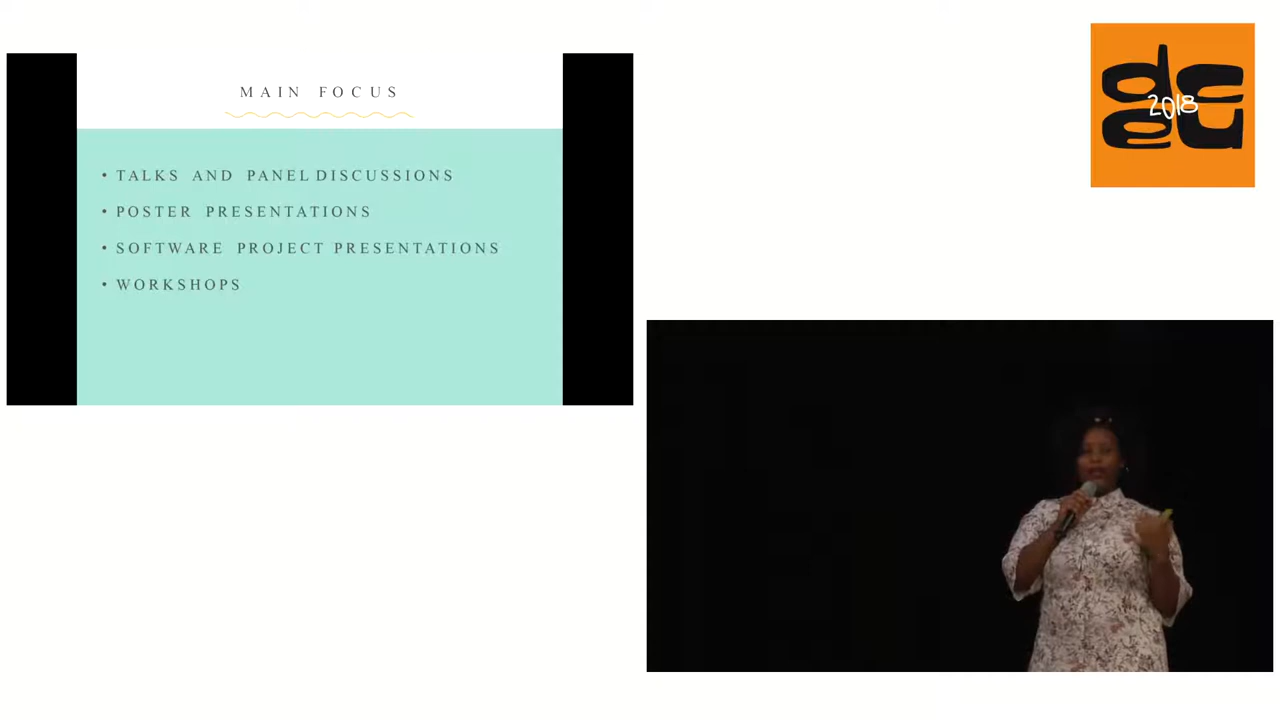 MAIN FOCUS
• TALKS AND PANEL DISCUSSIONS
• POSTER PRESENTATIONS
• SOFTWARE PROJECT PRESENTATIONS
• WORKSHOPS
2018